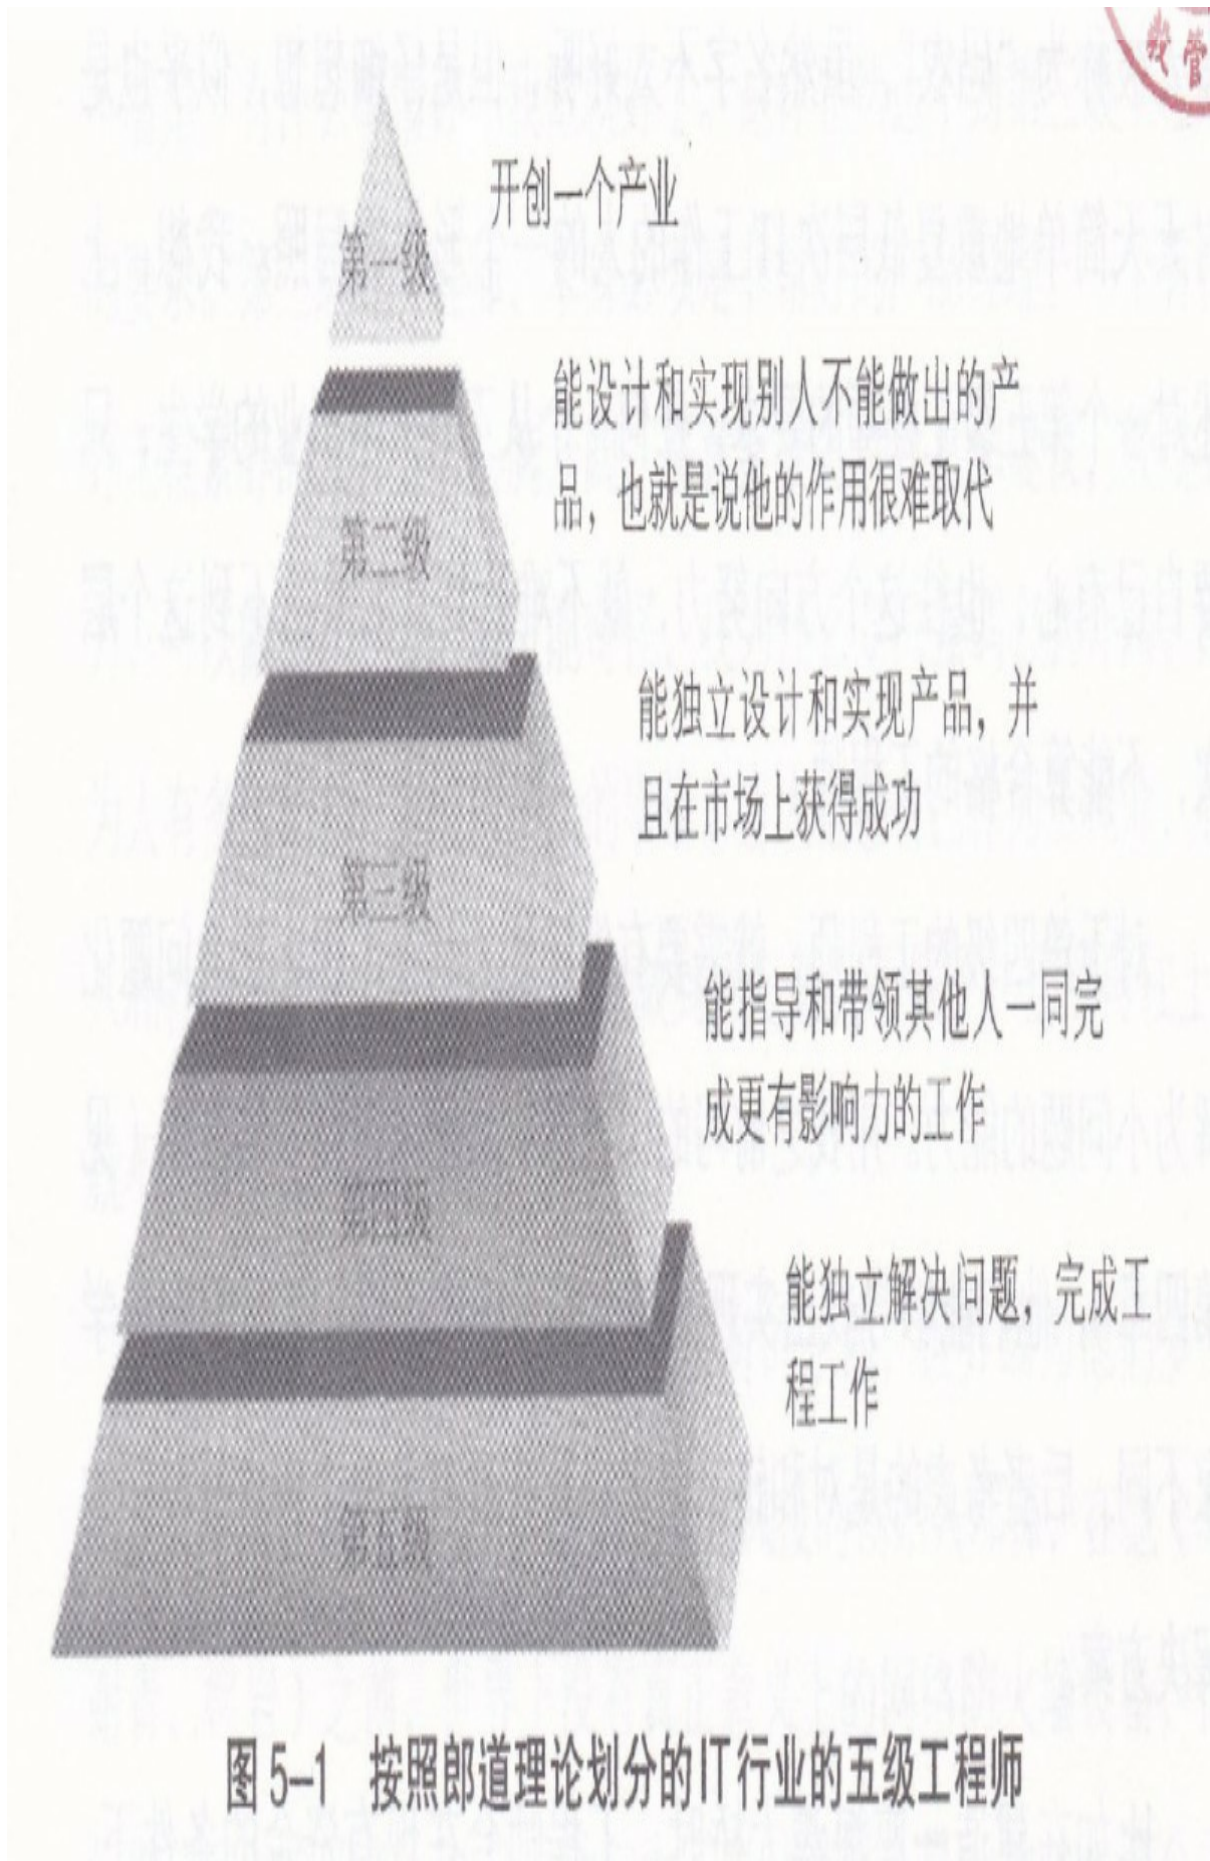 管
开创一个产业
第一级
能设计和实现别人不能做出的产
品，也就是说他的作用很难取代
第二级
能独立设计和实现产品，并
且在市场上获得成功
第三级
能指导和带领其他人一同完
成更有影响力的工作
第四级
能独立解决问题，完成工
程工作
第五级
图5-1 按照郎道理论划分的IT行业的五级工程师